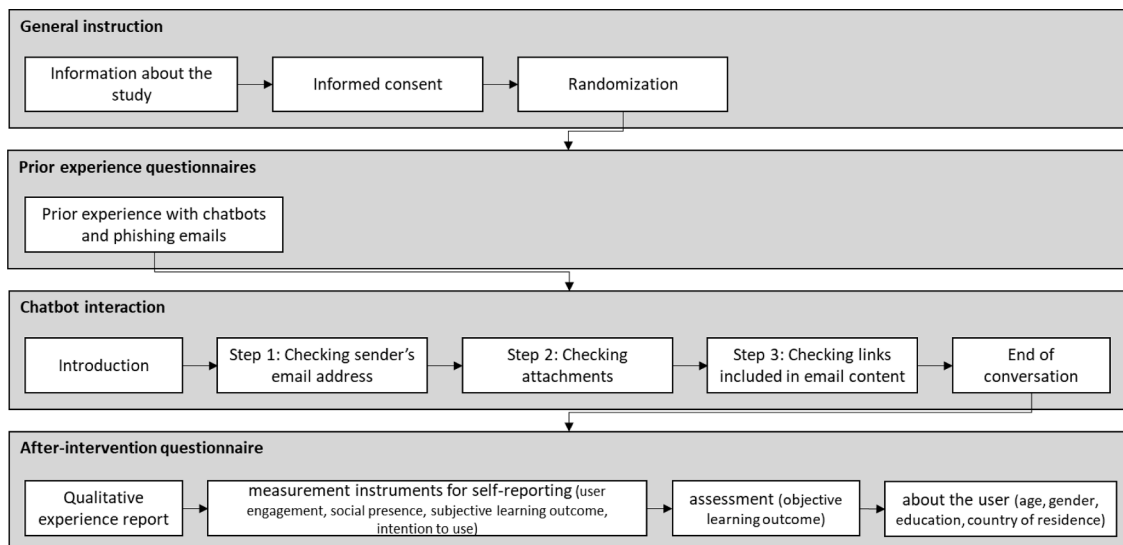 General instruction
Information about the
study
Informed consent
Randomization
Prior experience questionnaires
Prior experience with chatbots
and phishing emails
Chatbot interaction
Introduction
Step 1: Checking sender's
email address
Step 2: Checking
attachments
Step 3: Checking links
included in email content
End of
conversation
After-intervention questionnaire
Qualitative
experience report
measurement instruments for self-reporting (user
engagement, social presence, subjective learning outcome,
intention to use)
assessment (objective
learning outcome)
about the user (age, gender,
education, country of residence)